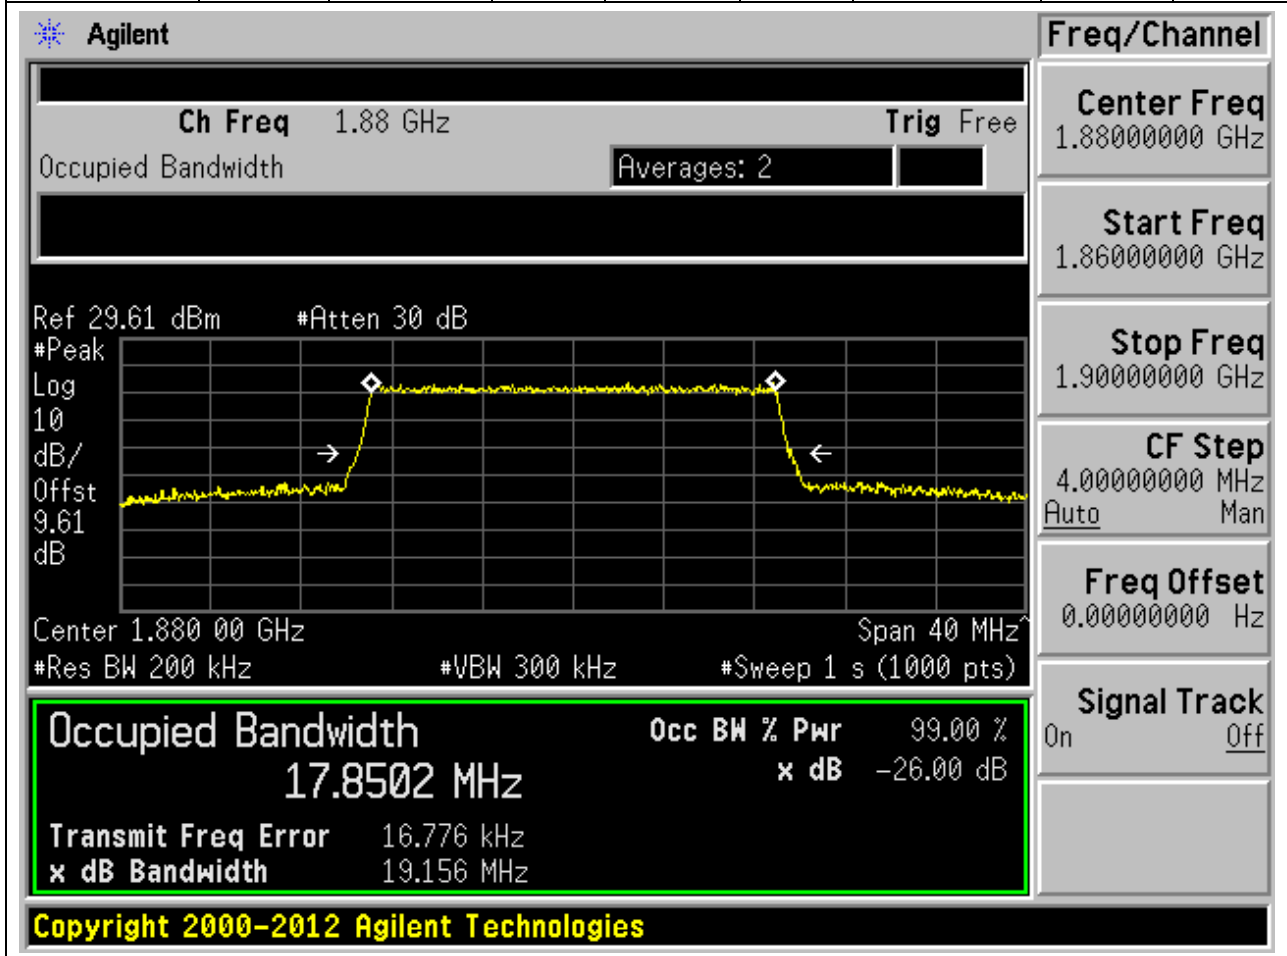 Agilent
Freq/Channel
Ch Freq 1.88 GHz Trig Free
Occupied Bandwidth Averages: 2
Center Freq
1.88000000 GHz
Start Freq
1.86000000 GHz
Stop Freq
1.90000000 GHz
CF Step
4.00000000 MHz
Auto Man
Freq Offset
0.00000000 Hz
Signal Track
On Off
Ref 29.61 dBm #Atten 30 dB
#Peak
Log
10
dB/
Offst
9.61
dB
Center 1.880 00 GHz Span 40 MHz^
#Res BW 200 kHz #VBW 300 kHz #Sweep 1 s (1000 pts)
Occupied Bandwidth Occ BW % Pwr 99.00 %
17.8502 MHz x dB -26.00 dB
Transmit Freq Error 16.776 kHz
x dB Bandwidth 19.156 MHz
Copyright 2000-2012 Agilent Technologies